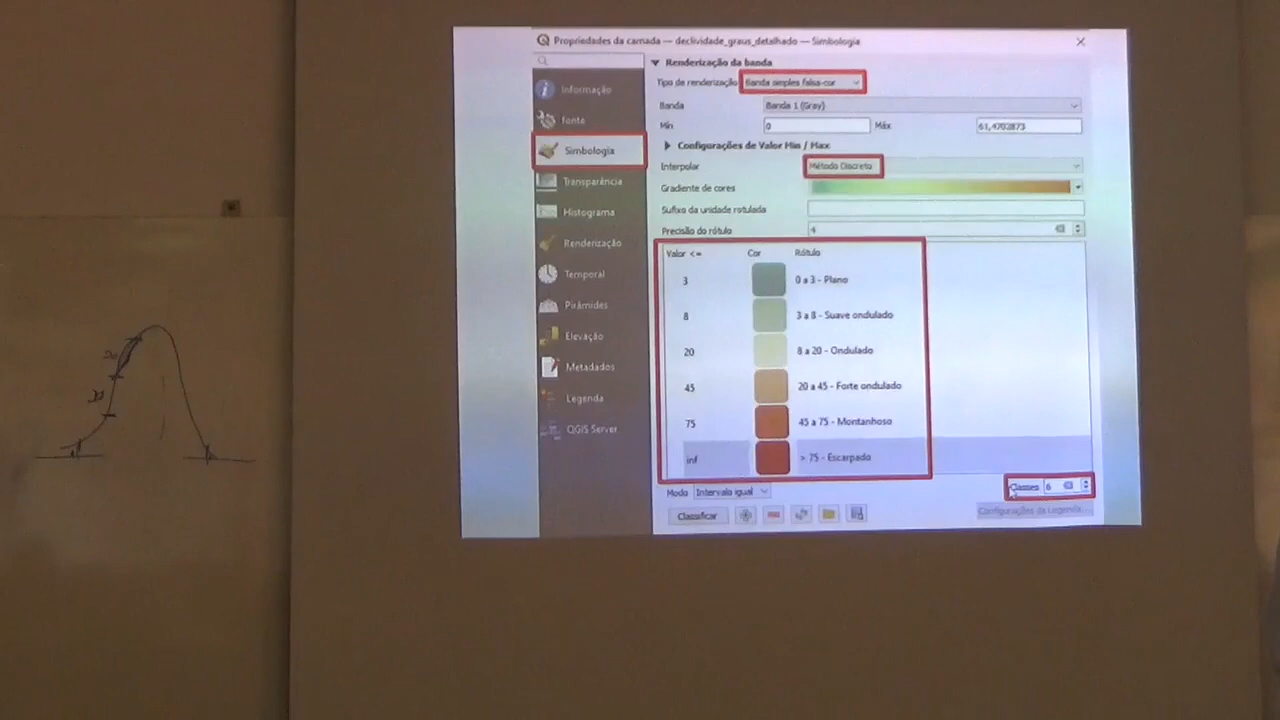 Propriedades da camada — declividade_graus_detalhado — Simbologia
Informação
Fonte
Simbologia
Transparência
Histograma
Renderização
Temporal
Pirâmides
Elevação
Metadados
Legenda
QGIS Server
Renderização da banda
Tipo de renderização Banda simples falsa-cor
Banda Banda 1 (Gray)
Mín 0 Máx 61,4702873
Configurações de Valor Min / Max
Interpolar Método Discreto
Gradiente de cores
Sufixo da unidade rotulada
Precisão do rótulo 4
Valor <= Cor Rótulo
3 0 a 3 - Plano
8 3 a 8 - Suave ondulado
20 8 a 20 - Ondulado
45 20 a 45 - Forte ondulado
75 45 a 75 - Montanhoso
inf > 75 - Escarpado
Modo Intervalo igual Classes 6
Classificar Configurações da Legenda...